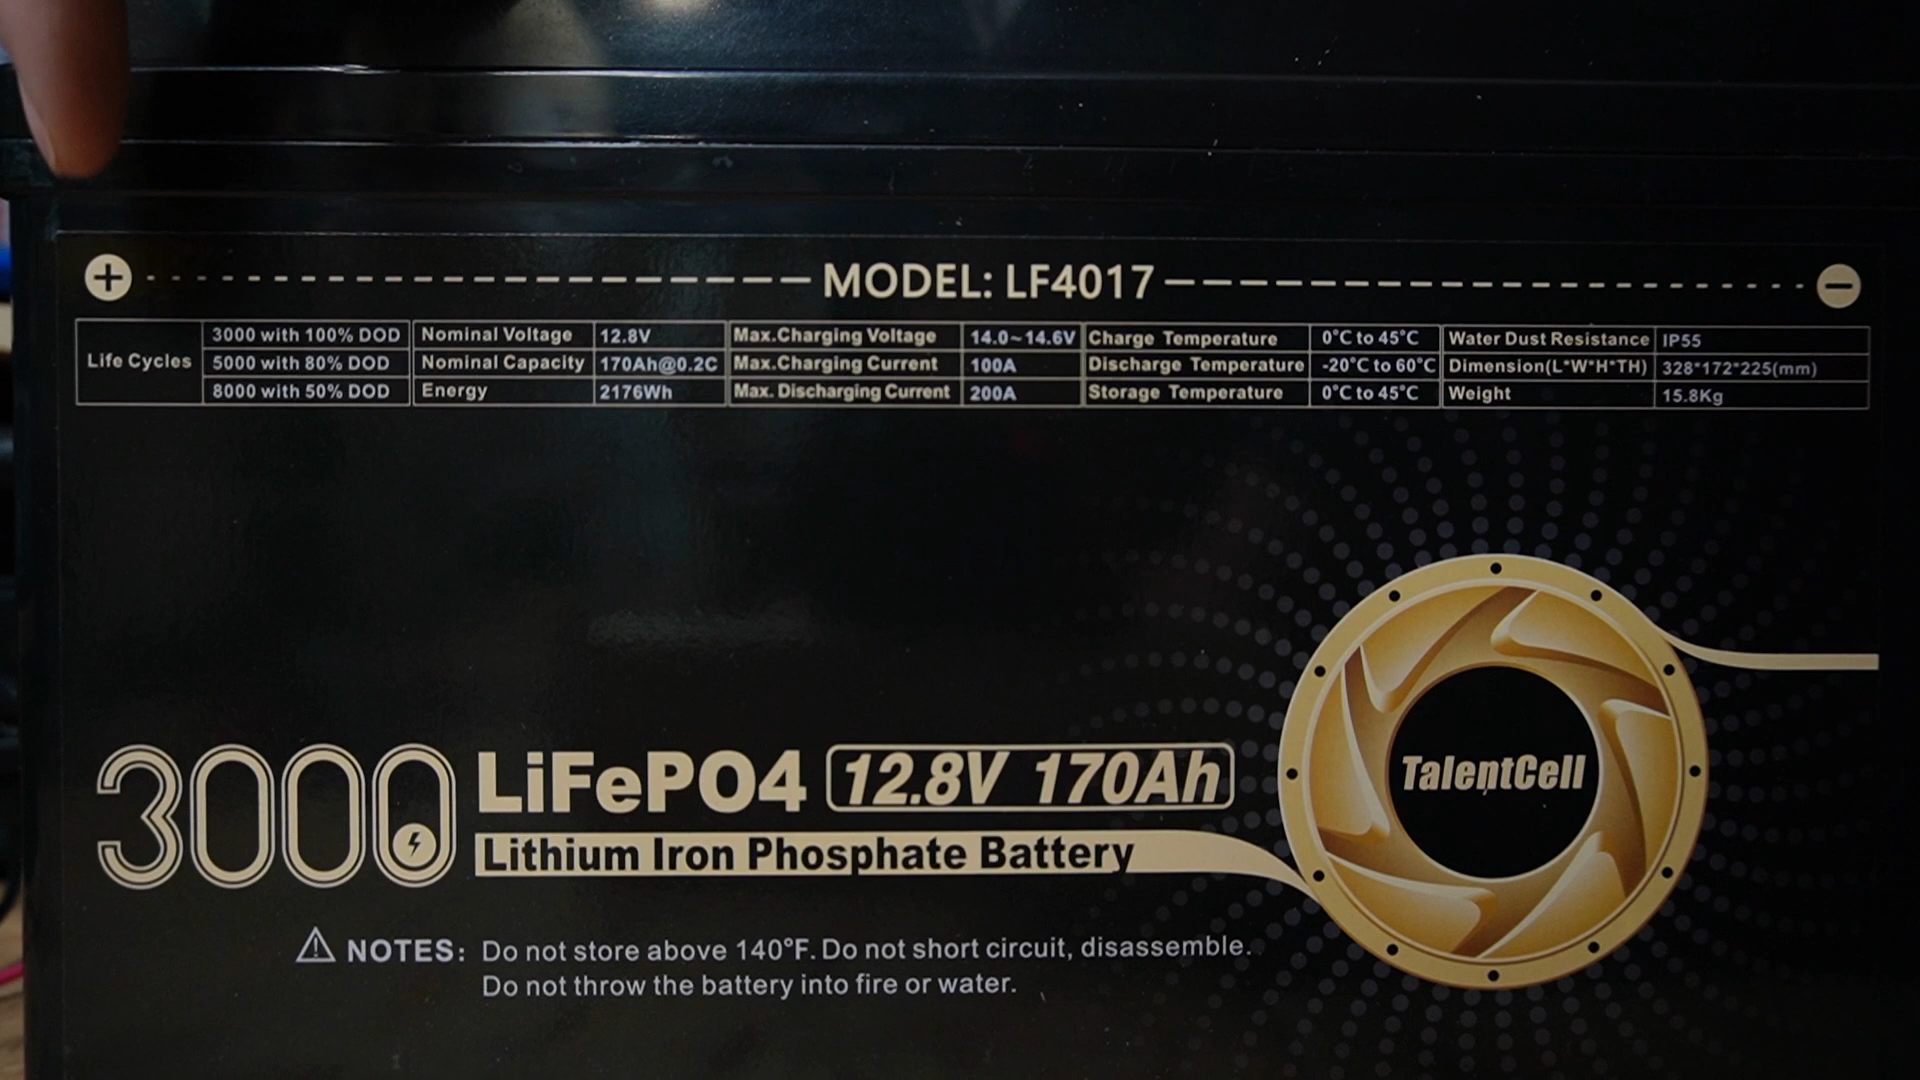 + MODEL: LF4017 −
Life Cycles
3000 with 100% DOD
5000 with 80% DOD
8000 with 50% DOD
Nominal Voltage 12.8V
Nominal Capacity 170Ah@0.2C
Energy 2176Wh
Max.Charging Voltage 14.0~14.6V
Max.Charging Current 100A
Max. Discharging Current 200A
Charge Temperature 0°C to 45°C
Discharge Temperature -20°C to 60°C
Storage Temperature 0°C to 45°C
Water Dust Resistance IP55
Dimension(L*W*H*TH) 328*172*225(mm)
Weight 15.8Kg
3000 LiFePO4 12.8V 170Ah
Lithium Iron Phosphate Battery
TalentCell
NOTES: Do not store above 140°F. Do not short circuit, disassemble.
Do not throw the battery into fire or water.